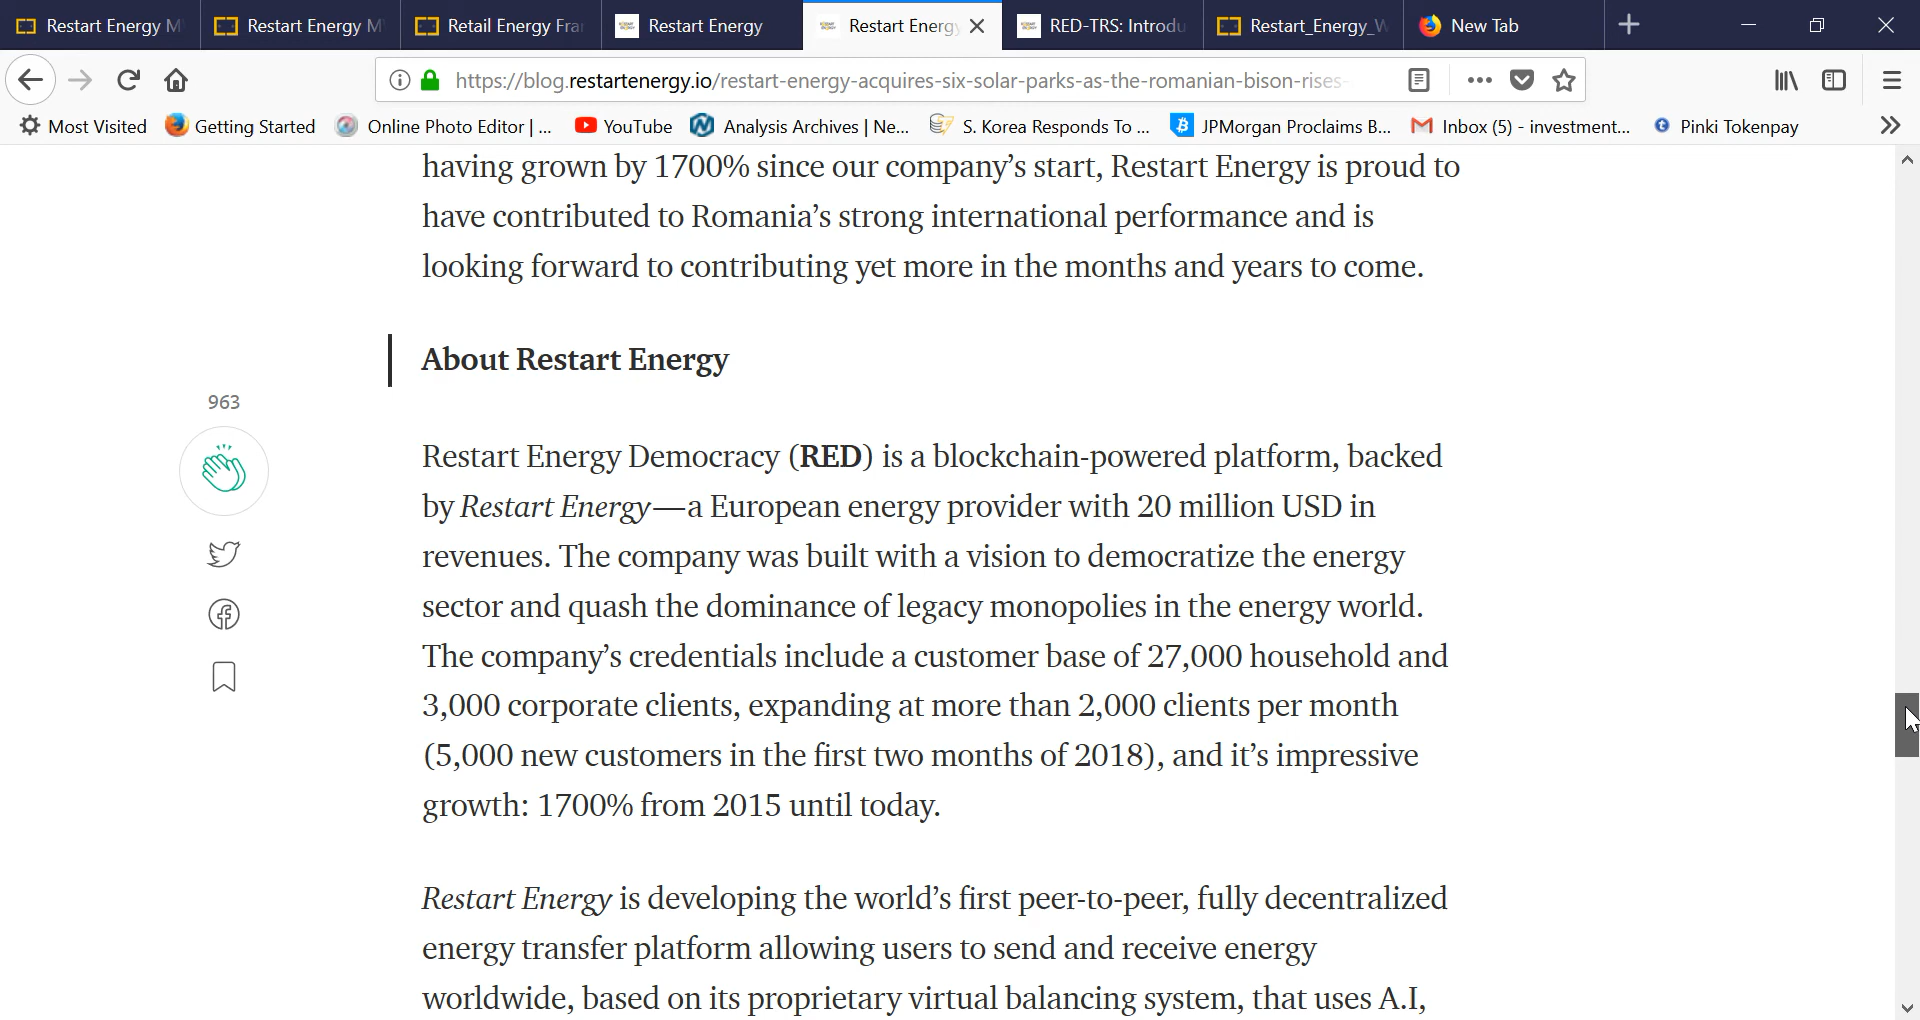 Restart Energy M
Restart Energy M
Retail Energy Fra
Restart Energy
Restart Energy
RED-TRS: Introdu
Restart_Energy_W
New Tab
https://blog.restartenergy.io/restart-energy-acquires-six-solar-parks-as-the-romanian-bison-rises-
Most Visited
Getting Started
Online Photo Editor | ...
YouTube
Analysis Archives | Ne...
S. Korea Responds To ...
JPMorgan Proclaims B...
Inbox (5) - investment...
Pinki Tokenpay
having grown by 1700% since our company’s start, Restart Energy is proud to
have contributed to Romania’s strong international performance and is
looking forward to contributing yet more in the months and years to come.
About Restart Energy
963
Restart Energy Democracy (RED) is a blockchain-powered platform, backed
by Restart Energy—a European energy provider with 20 million USD in
revenues. The company was built with a vision to democratize the energy
sector and quash the dominance of legacy monopolies in the energy world.
The company’s credentials include a customer base of 27,000 household and
3,000 corporate clients, expanding at more than 2,000 clients per month
(5,000 new customers in the first two months of 2018), and it’s impressive
growth: 1700% from 2015 until today.
Restart Energy is developing the world’s first peer-to-peer, fully decentralized
energy transfer platform allowing users to send and receive energy
worldwide, based on its proprietary virtual balancing system, that uses A.I,